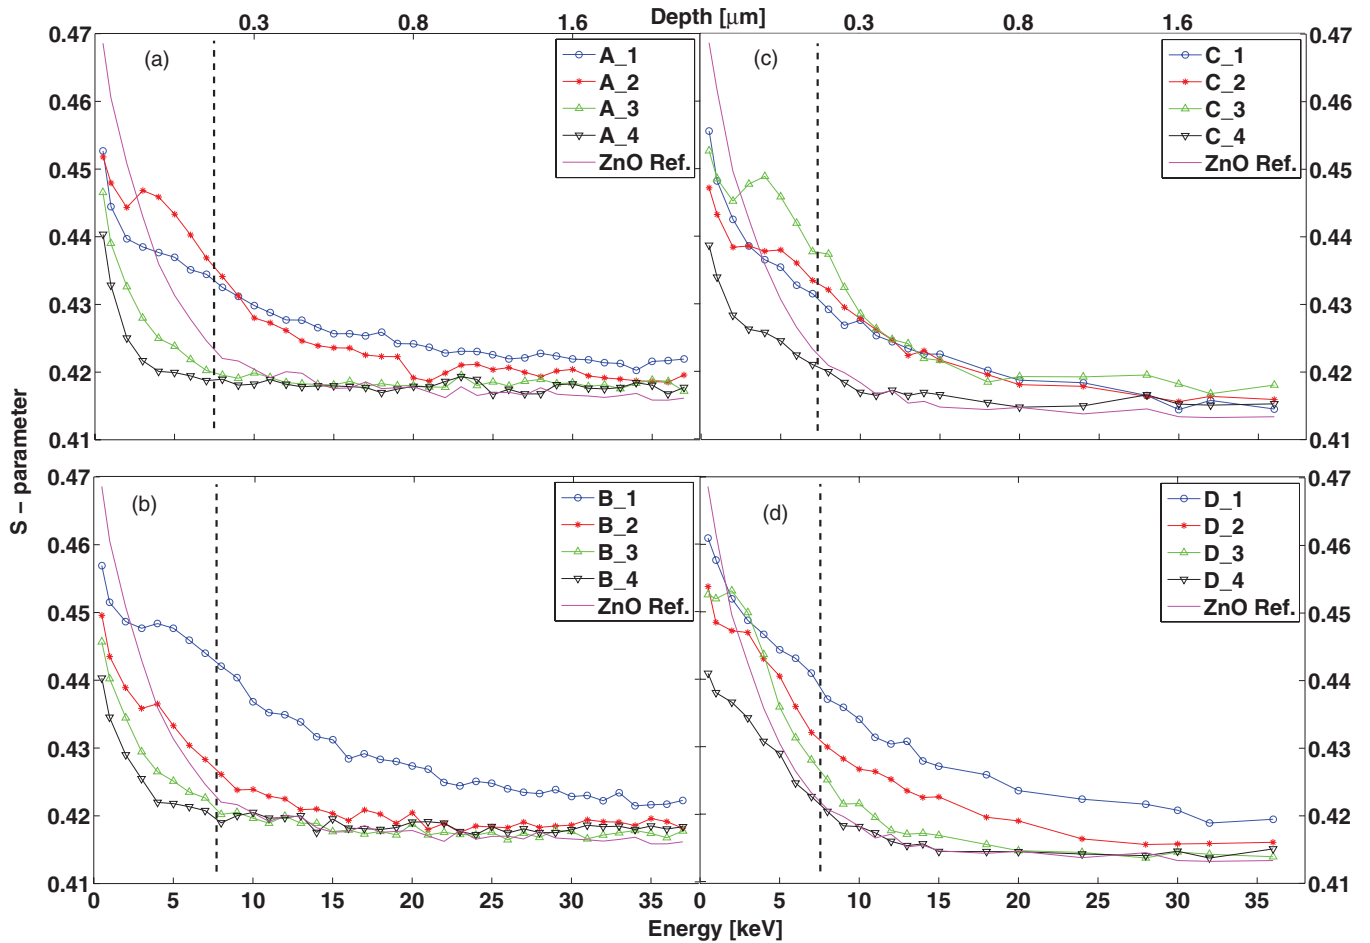 Depth [μm]
0.3 0.8 1.6 0.3 0.8 1.6
0.47
0.46
0.45
0.44
0.43
0.42
0.41
(a)
A_1
A_2
A_3
A_4
ZnO Ref.
(c)
C_1
C_2
C_3
C_4
ZnO Ref.
0.47
0.46
0.45
0.44
0.43
0.42
0.41
S – parameter
0.47
0.46
0.45
0.44
0.43
0.42
0.41
(b)
B_1
B_2
B_3
B_4
ZnO Ref.
(d)
D_1
D_2
D_3
D_4
ZnO Ref.
0.47
0.46
0.45
0.44
0.43
0.42
0.41
0 5 10 15 20 25 30 35 0 5 10 15 20 25 30 35
Energy [keV]